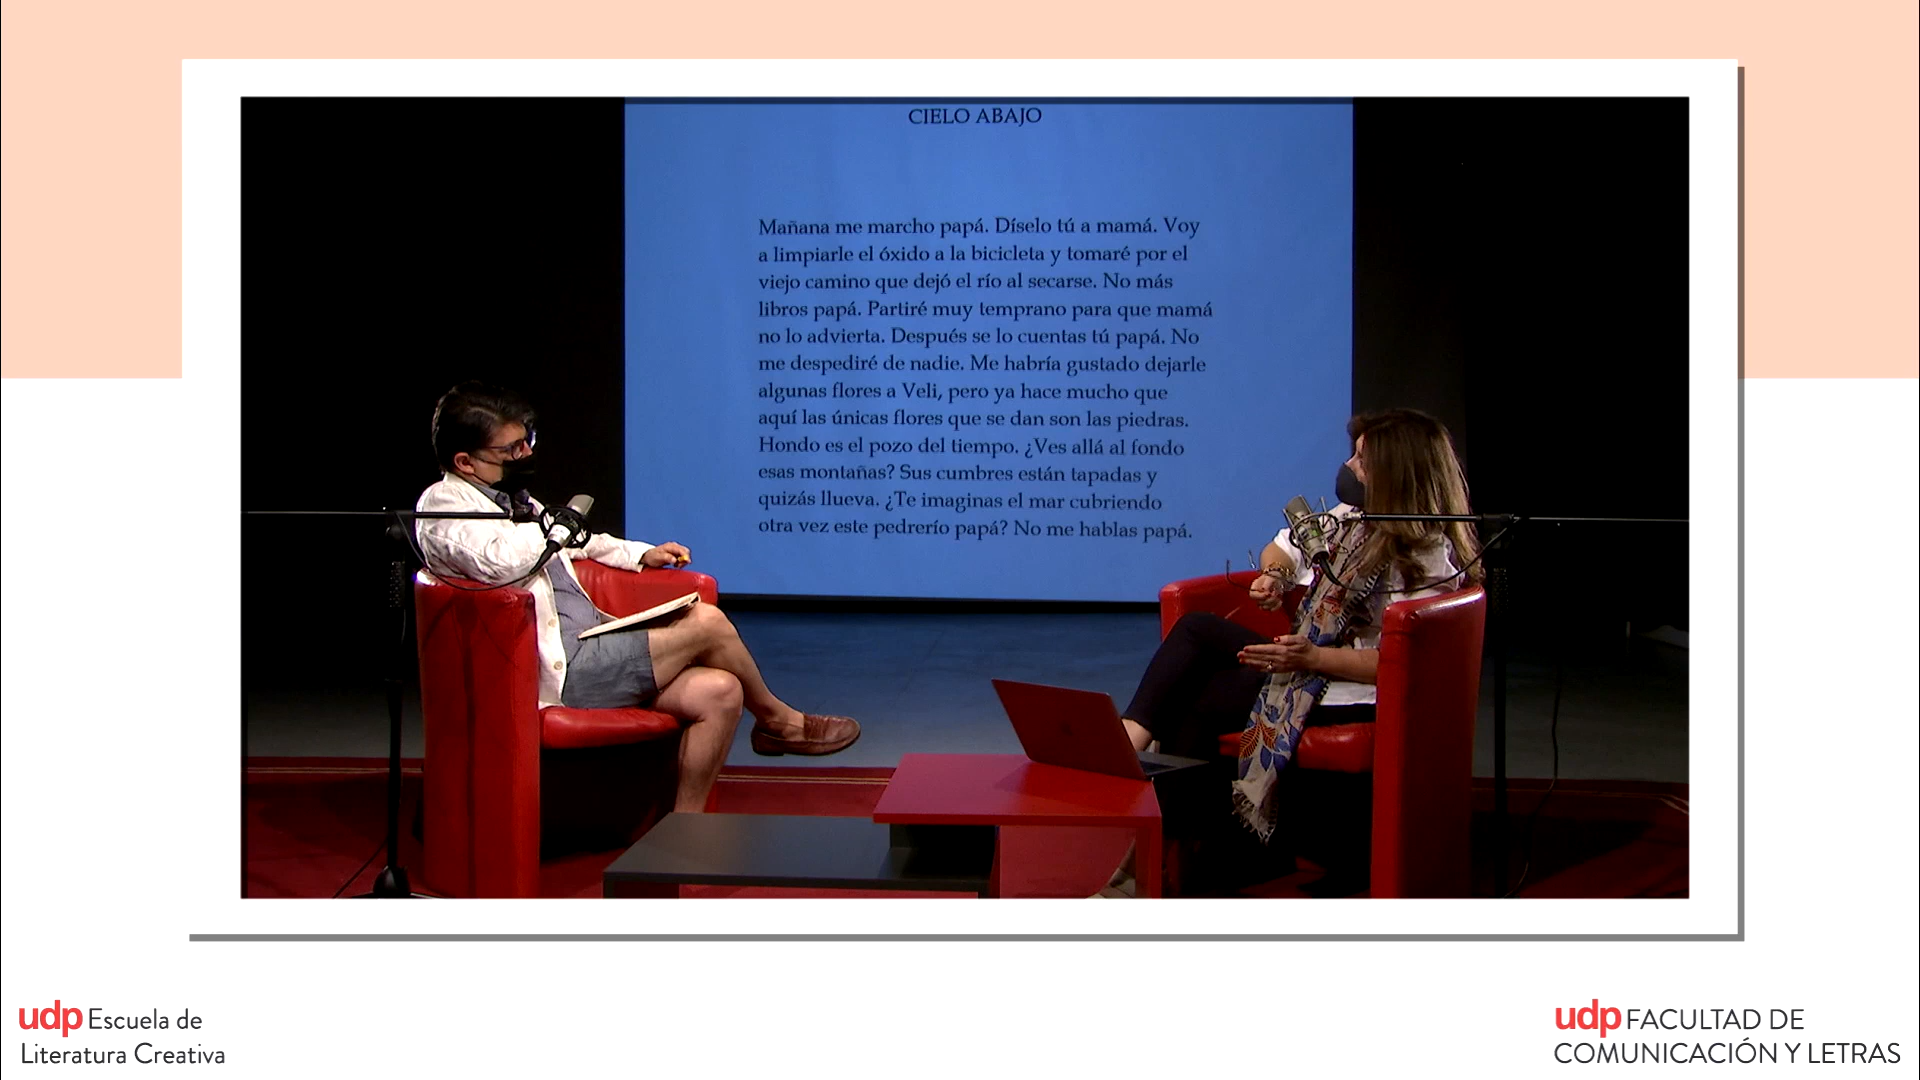 CIELO ABAJO
Mañana me marcho papá. Díselo tú a mamá. Voy
a limpiarle el óxido a la bicicleta y tomaré por el
viejo camino que dejó el río al secarse. No más
libros papá. Partiré muy temprano para que mamá
no lo advierta. Después se lo cuentas tú papá. No
me despediré de nadie. Me habría gustado dejarle
algunas flores a Veli, pero ya hace mucho que
aquí las únicas flores que se dan son las piedras.
Hondo es el pozo del tiempo. ¿Ves allá al fondo
esas montañas? Sus cumbres están tapadas y
quizás llueva. ¿Te imaginas el mar cubriendo
otra vez este pedrerío papá? No me hablas papá.
udp Escuela de
Literatura Creativa
udp FACULTAD DE
COMUNICACIÓN Y LETRAS